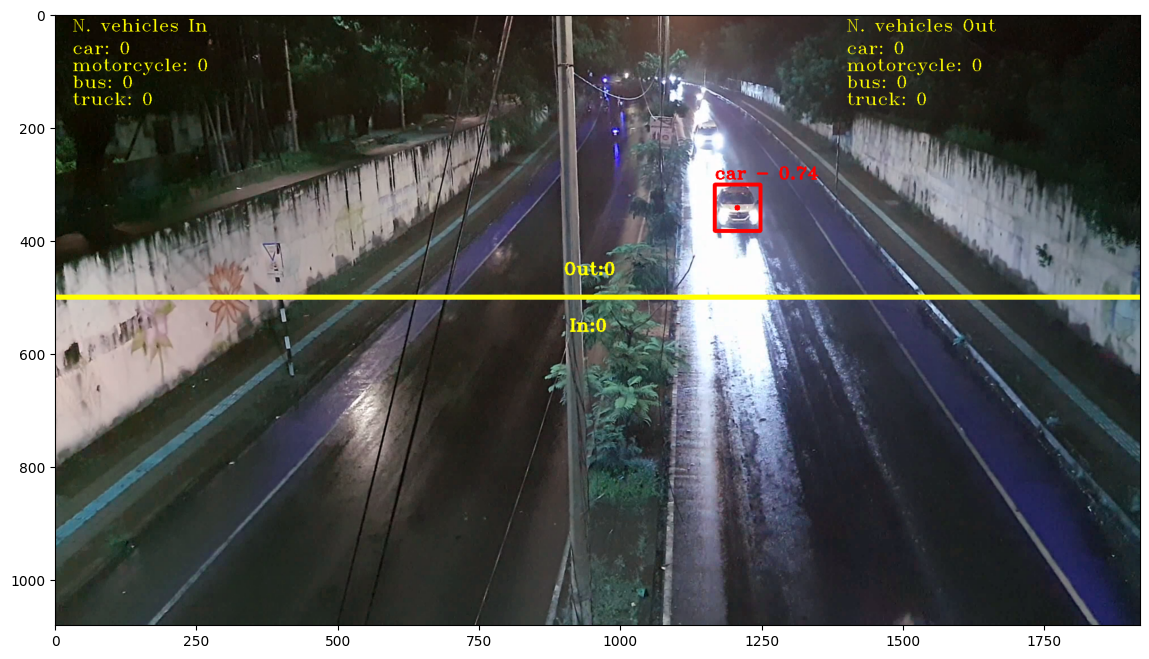 N. vehicles In
car: 0
motorcycle: 0
bus: 0
truck: 0
N. vehicles Out
car: 0
motorcycle: 0
bus: 0
truck: 0
car - 0.74
Out:0
In:0
0
200
400
600
800
1000
0
250
500
750
1000
1250
1500
1750